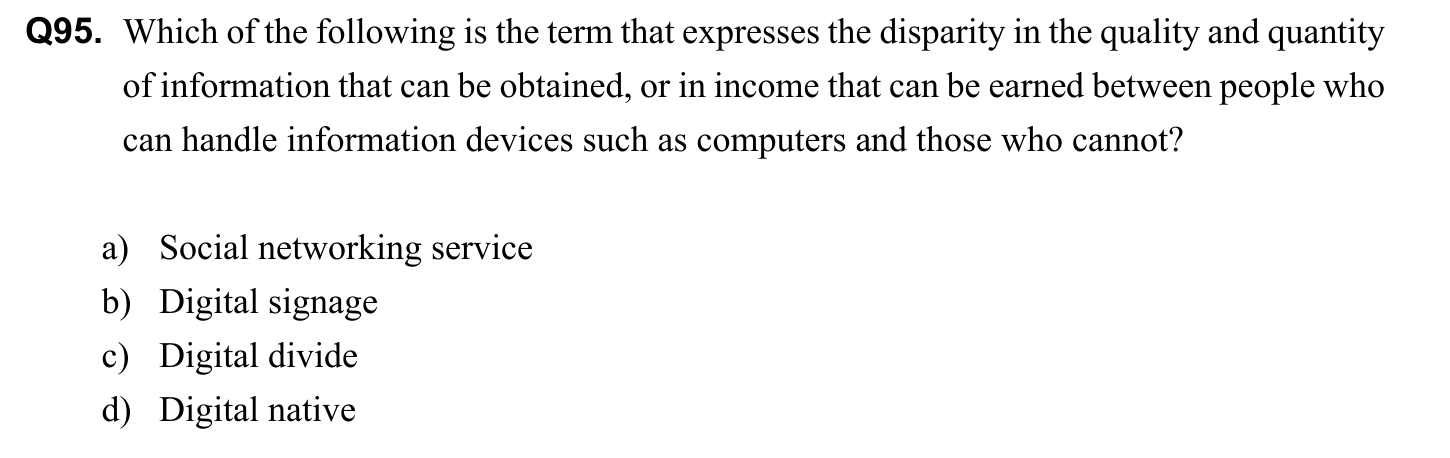 Q95. Which of the following is the term that expresses the disparity in the quality and quantity
of information that can be obtained, or in income that can be earned between people who
can handle information devices such as computers and those who cannot?
a) Social networking service
b) Digital signage
c) Digital divide
d) Digital native